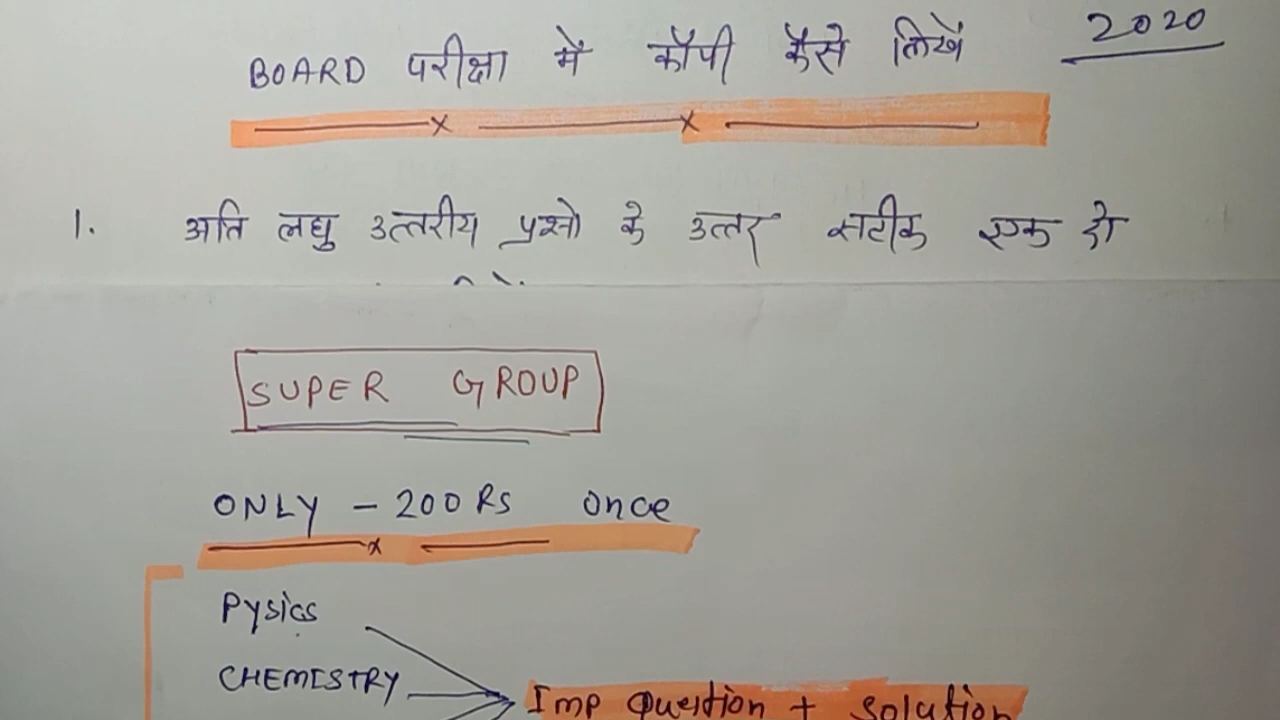 BOARD परीक्षा में कॉपी कैसे लिखें 2020
1. अति लघु उत्तरीय प्रश्नो के उत्तर सटीक एक ही
SUPER GROUP
ONLY - 200 RS once
Pysics
CHEMISTRY
Imp Question + Solution